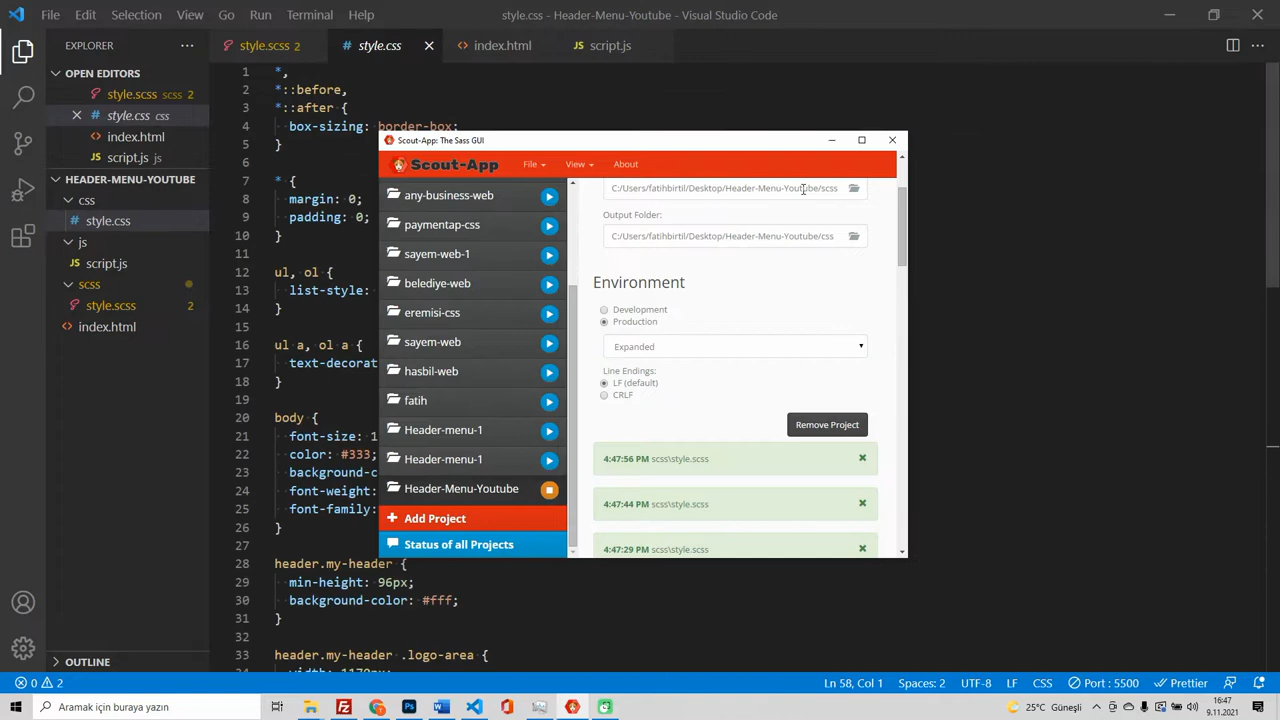 File Edit Selection View Go Run Terminal Help
style.css - Header-Menu-Youtube - Visual Studio Code
EXPLORER
style.scss 2
style.css
index.html
script.js
OPEN EDITORS
style.scss scss 2
style.css css
index.html
script.js js
HEADER-MENU-YOUTUBE
css
style.css
js
script.js
scss
style.scss 2
index.html
OUTLINE
1 *,
2 *::before,
3 *::after {
4 box-sizing: border-box;
5 }
6
7 * {
8 margin: 0;
9 padding: 0;
10 }
11
12 ul, ol {
13 list-style:
14 }
15
16 ul a, ol a {
17 text-decorat
18 }
19
20 body {
21 font-size: 1
22 color: #333;
23 background-c
24 font-weight:
25 font-family:
26 }
27
28 header.my-header {
29 min-height: 96px;
30 background-color: #fff;
31 }
32
33 header.my-header .logo-area {
Scout-App: The Sass GUI
Scout-App
File View About
any-business-web
paymentap-css
sayem-web-1
belediye-web
eremisi-css
sayem-web
hasbil-web
fatih
Header-menu-1
Header-menu-1
Header-Menu-Youtube
Add Project
Status of all Projects
C:/Users/fatihbirtil/Desktop/Header-Menu-Youtube/scss
Output Folder:
C:/Users/fatihbirtil/Desktop/Header-Menu-Youtube/css
Environment
Development
Production
Expanded
Line Endings:
LF (default)
CRLF
Remove Project
4:47:56 PM scss\style.scss
4:47:44 PM scss\style.scss
4:47:29 PM scss\style.scss
0 2
Ln 58, Col 1 Spaces: 2 UTF-8 LF CSS Port : 5500 Prettier
Aramak için buraya yazın
25°C Güneşli
16:47
9.11.2021